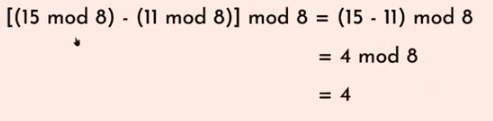 [(15 mod 8) - (11 mod 8)] mod 8 = (15 - 11) mod 8
= 4 mod 8
= 4